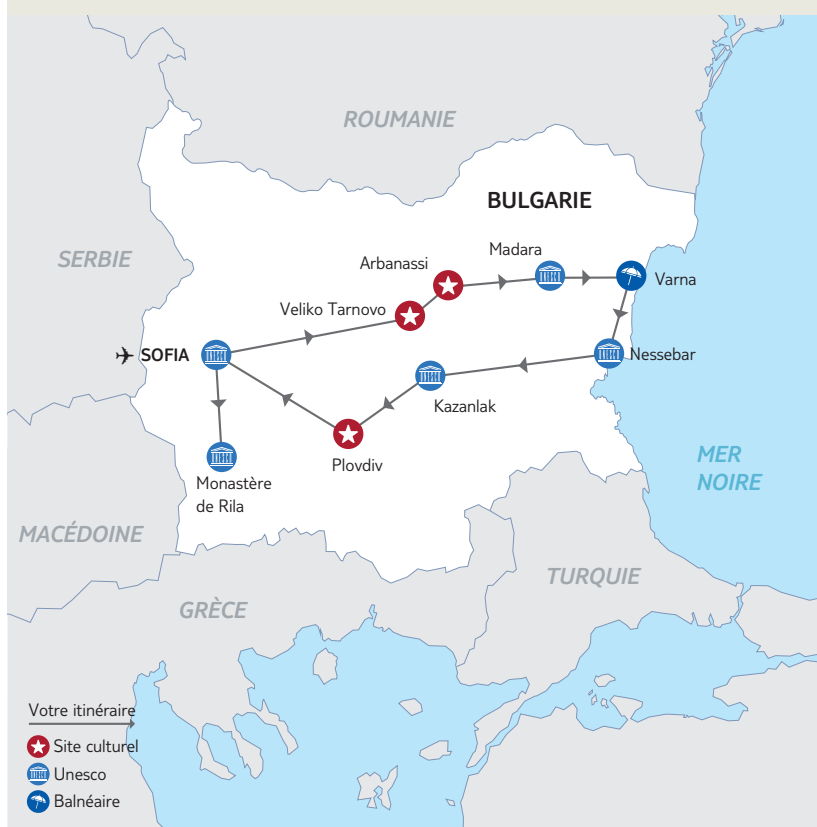 ROUMANIE
BULGARIE
SERBIE
Arbanassi
Madara
Varna
Veliko Tarnovo
SOFIA
Nessebar
Kazanlak
Plovdiv
Monastère
de Rila
MER
NOIRE
MACÉDOINE
TURQUIE
GRÈCE
Votre itinéraire
Site culturel
Unesco
Balnéaire